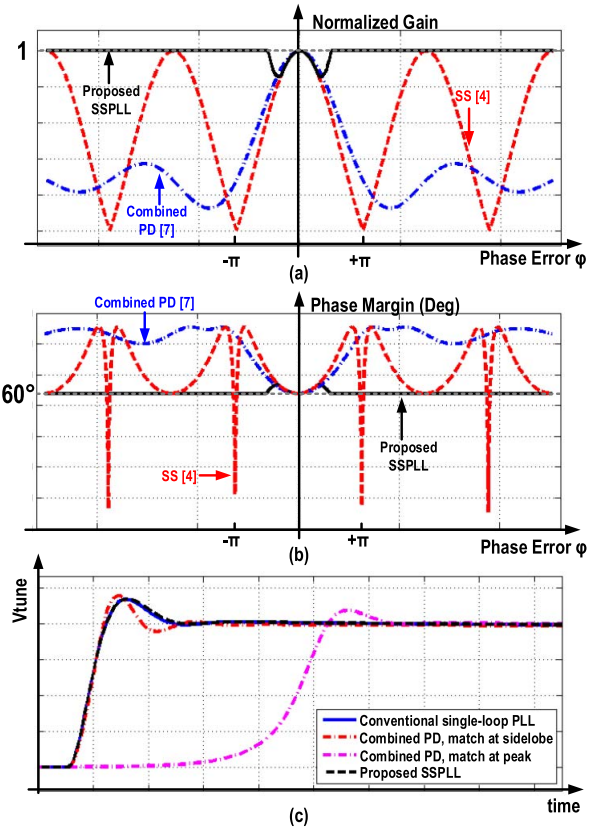 Normalized Gain
1
Proposed
SSPLL
SS [4]
Combined
PD [7]
-π
+π
Phase Error φ
(a)
Combined PD [7]
Phase Margin (Deg)
60°
Proposed
SSPLL
SS [4]
-π
+π
Phase Error φ
(b)
Vtune
Conventional single-loop PLL
Combined PD, match at sidelobe
Combined PD, match at peak
Proposed SSPLL
time
(c)